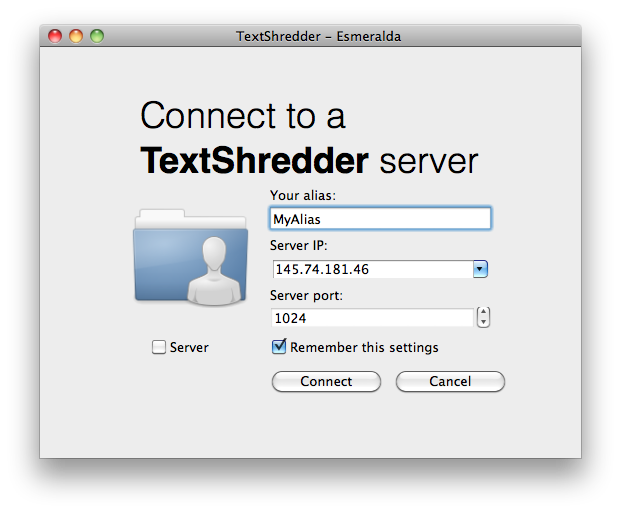 TextShredder – Esmeralda
Connect to a
TextShredder server
Your alias:
MyAlias
Server IP:
145.74.181.46
Server port:
1024
Server
Remember this settings
Connect
Cancel